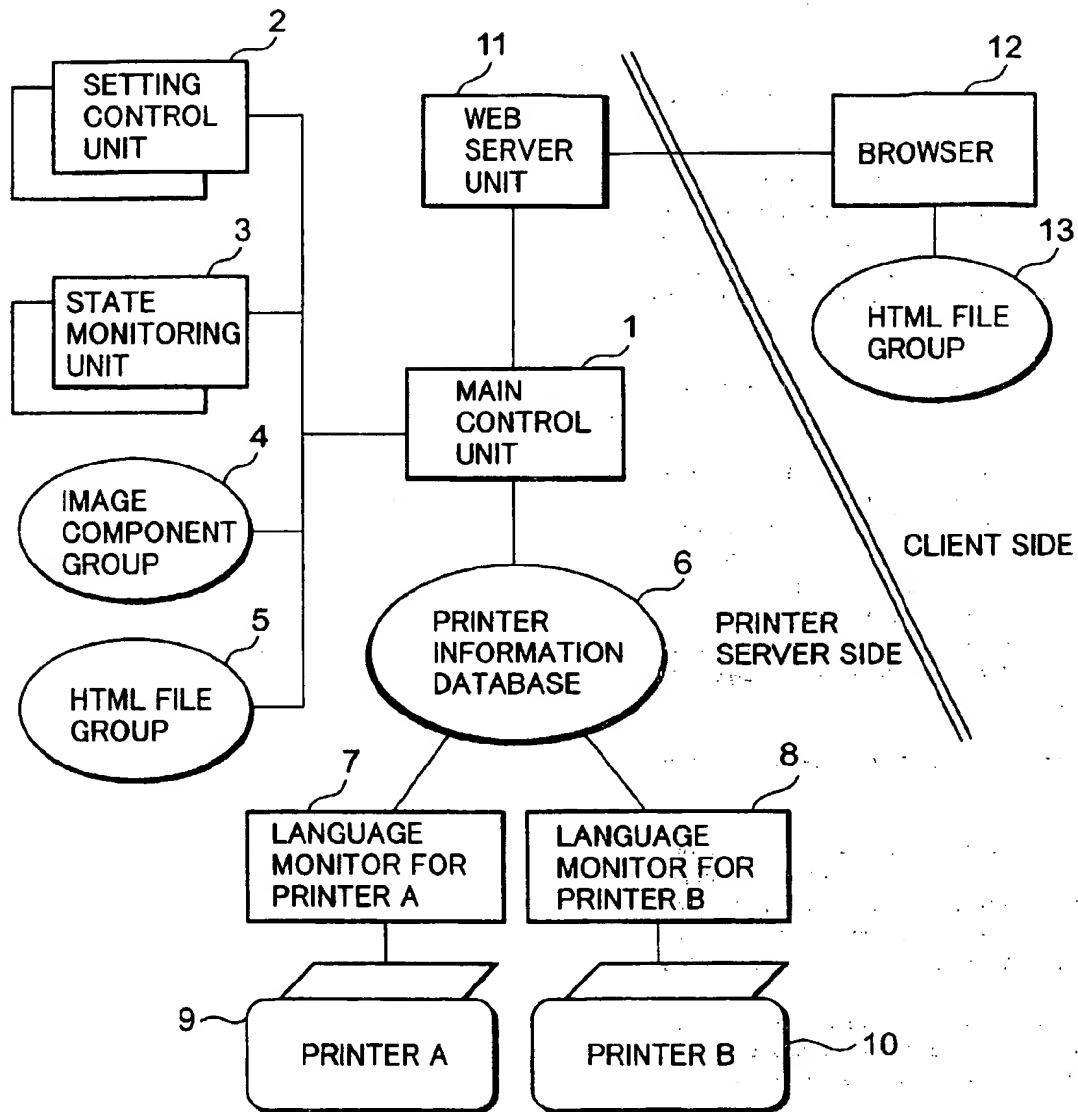 2
SETTING
CONTROL
UNIT
11
WEB
SERVER
UNIT
12
BROWSER
13
HTML FILE
GROUP
3
STATE
MONITORING
UNIT
1
MAIN
CONTROL
UNIT
4
IMAGE
COMPONENT
GROUP
CLIENT SIDE
6
PRINTER
INFORMATION
DATABASE
PRINTER
SERVER SIDE
5
HTML FILE
GROUP
7
LANGUAGE
MONITOR FOR
PRINTER A
8
LANGUAGE
MONITOR FOR
PRINTER B
9
PRINTER A
PRINTER B
10